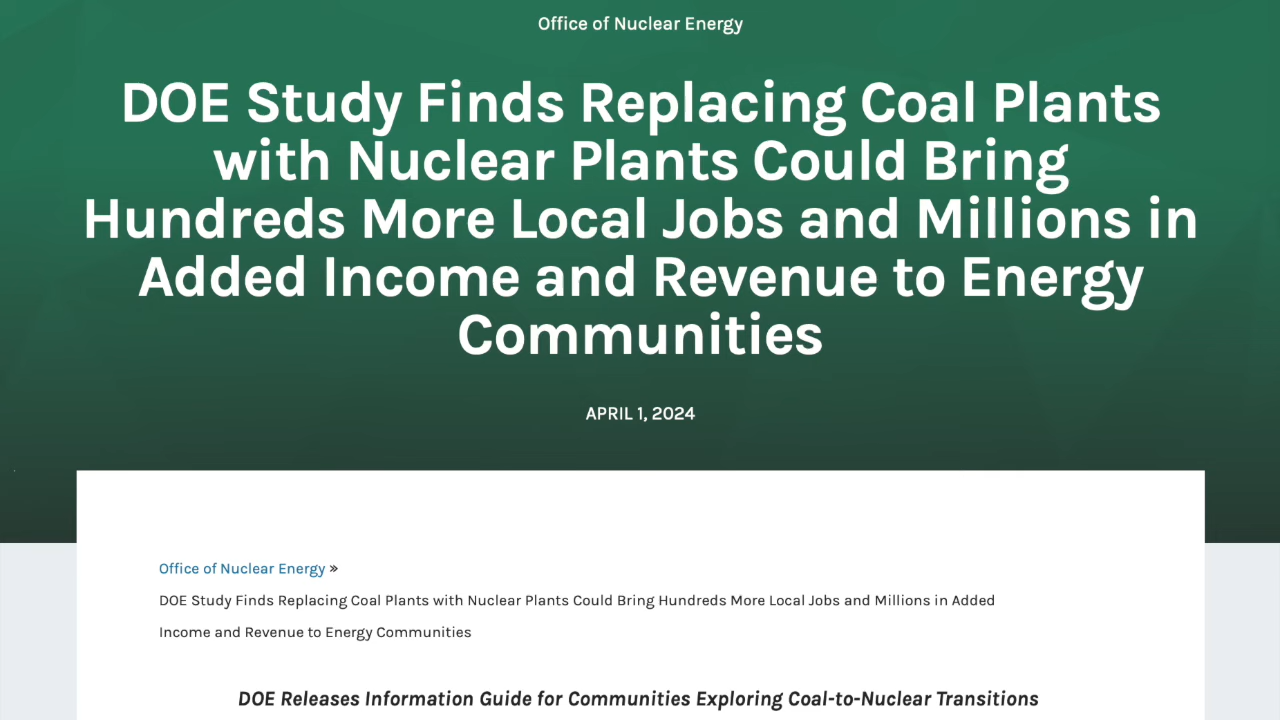 Office of Nuclear Energy
DOE Study Finds Replacing Coal Plants
with Nuclear Plants Could Bring
Hundreds More Local Jobs and Millions in
Added Income and Revenue to Energy
Communities
APRIL 1, 2024
Office of Nuclear Energy »
DOE Study Finds Replacing Coal Plants with Nuclear Plants Could Bring Hundreds More Local Jobs and Millions in Added
Income and Revenue to Energy Communities
DOE Releases Information Guide for Communities Exploring Coal-to-Nuclear Transitions